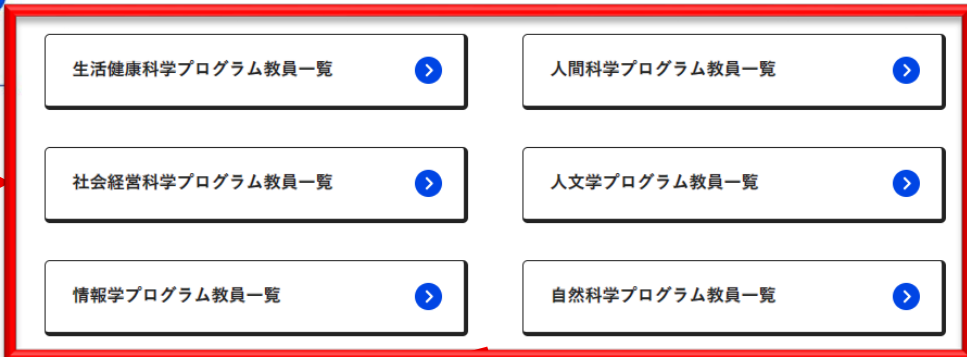 生活健康科学プログラム教員一覧
人間科学プログラム教員一覧
社会経営科学プログラム教員一覧
人文学プログラム教員一覧
情報学プログラム教員一覧
自然科学プログラム教員一覧